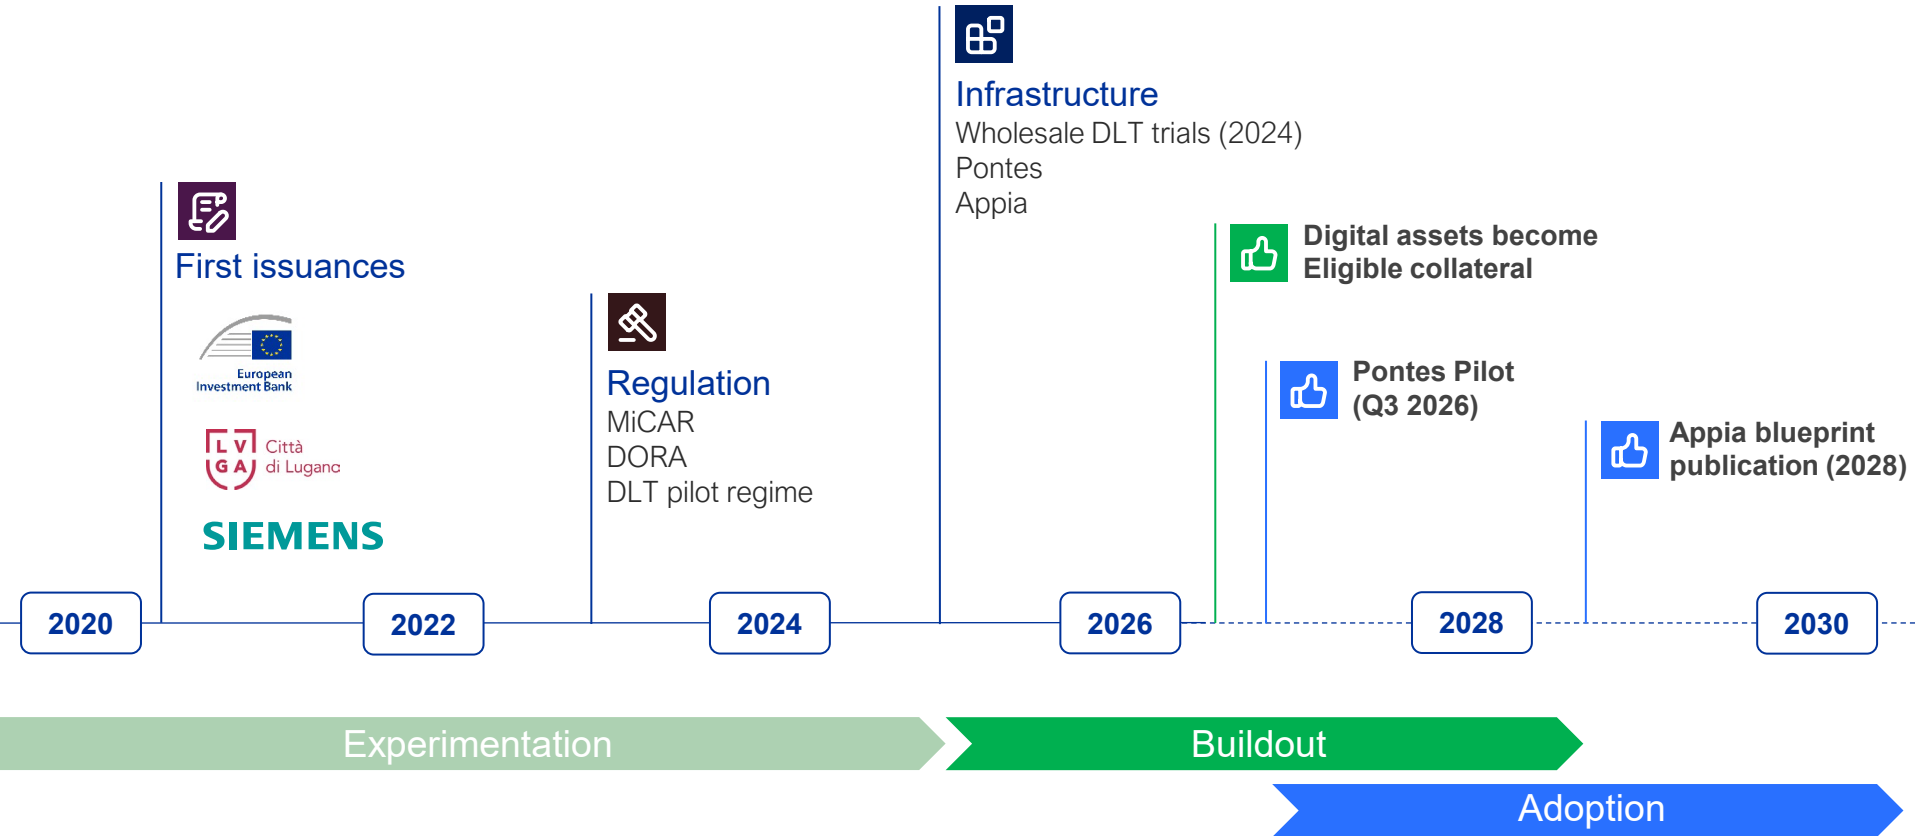 Infrastructure
Wholesale DLT trials (2024)
Pontes
Appia
First issuances
European
Investment Bank
LV
GA
Città
di Lugano
SIEMENS
Regulation
MiCAR
DORA
DLT pilot regime
Digital assets become
Eligible collateral
Pontes Pilot
(Q3 2026)
Appia blueprint
publication (2028)
2020
2022
2024
2026
2028
2030
Experimentation
Buildout
Adoption